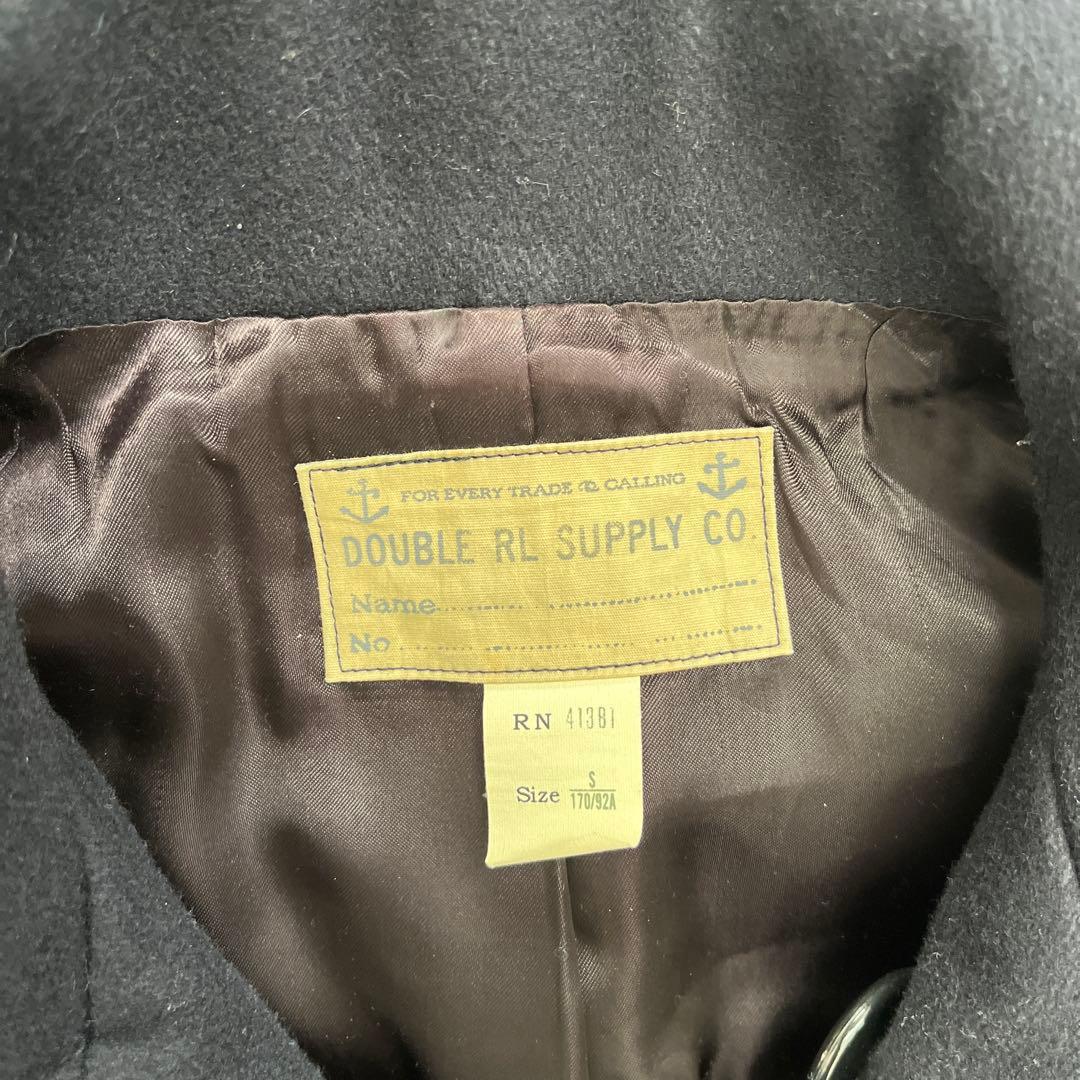 FOR EVERY TRADE & CALLING
DOUBLE RL SUPPLY CO.
Name
No
RN 41381
Size S
170/92A